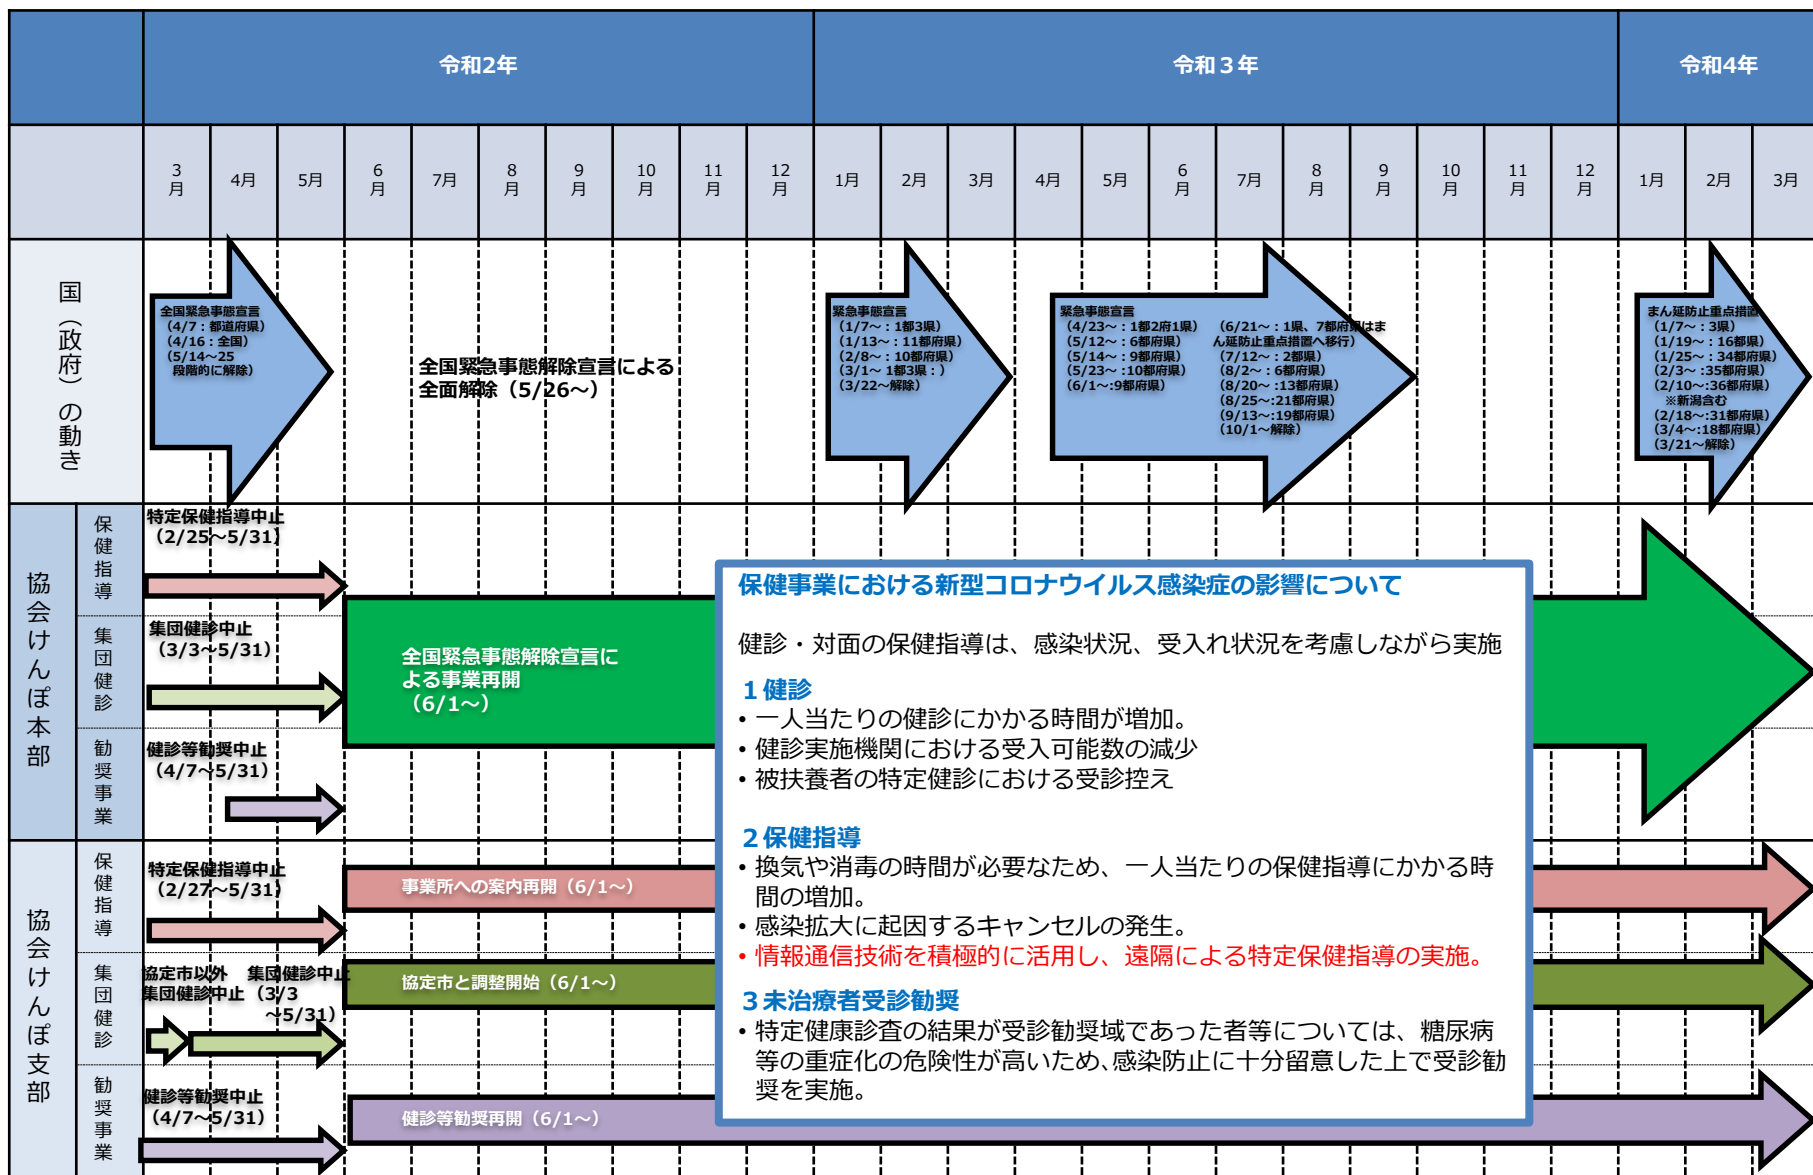 令和2年
令和３年
令和4年
3月
4月
5月
6月
7月
8月
9月
10月
11月
12月
1月
2月
3月
4月
5月
6月
7月
8月
9月
10月
11月
12月
1月
2月
3月
国（政府）の動き
全国緊急事態宣言
（4/7：都道府県）
（4/16：全国）
（5/14～25
段階的に解除）
全国緊急事態解除宣言による
全面解除（5/26～）
緊急事態宣言
（1/7～：1都3県）
（1/13～：11都府県）
（2/8～：10都府県）
（3/1～：1都3県：）
（3/22～解除）
緊急事態宣言
（4/23～：1都2府1県）
（5/12～：6都府県）
（5/14～：9都府県）
（5/23～:10都府県）
（6/1～:9都府県）
（6/21～：1県、7都府県はま
ん延防止重点措置へ移行）
（7/12～：2都県）
（8/2～：6都府県）
（8/20～:13都府県）
（8/25～:21都府県）
（9/13～:19都府県）
（10/1～解除）
まん延防止重点措置
（1/7～：3県）
（1/19～：16都県）
（1/25～：34都府県）
（2/3～:35都府県）
（2/10～:36都府県）
※新潟含む
（2/18～:31都府県）
（3/4～:18都府県）
（3/21～解除）
協会けんぽ本部
保健指導
特定保健指導中止
（2/25～5/31）
集団健診
集団健診中止
（3/3～5/31）
勧奨事業
健診等勧奨中止
（4/7～5/31）
全国緊急事態解除宣言に
よる事業再開
（6/1～）
協会けんぽ支部
保健指導
特定保健指導中止
（2/27～5/31）
事業所への案内再開（6/1～）
集団健診
協定市以外
集団健診中止
集団健診中止
（3/3
～5/31）
協定市と調整開始（6/1～）
勧奨事業
健診等勧奨中止
（4/7～5/31）
健診等勧奨再開（6/1～）
保健事業における新型コロナウイルス感染症の影響について
健診・対面の保健指導は、感染状況、受入れ状況を考慮しながら実施
１健診
・一人当たりの健診にかかる時間が増加。
・健診実施機関における受入可能数の減少
・被扶養者の特定健診における受診控え
２保健指導
・換気や消毒の時間が必要なため、一人当たりの保健指導にかかる時
間の増加。
・感染拡大に起因するキャンセルの発生。
・情報通信技術を積極的に活用し、遠隔による特定保健指導の実施。
３未治療者受診勧奨
・特定健康診査の結果が受診勧奨域であった者等については、糖尿病
等の重症化の危険性が高いため、感染防止に十分留意した上で受診勧
奨を実施。